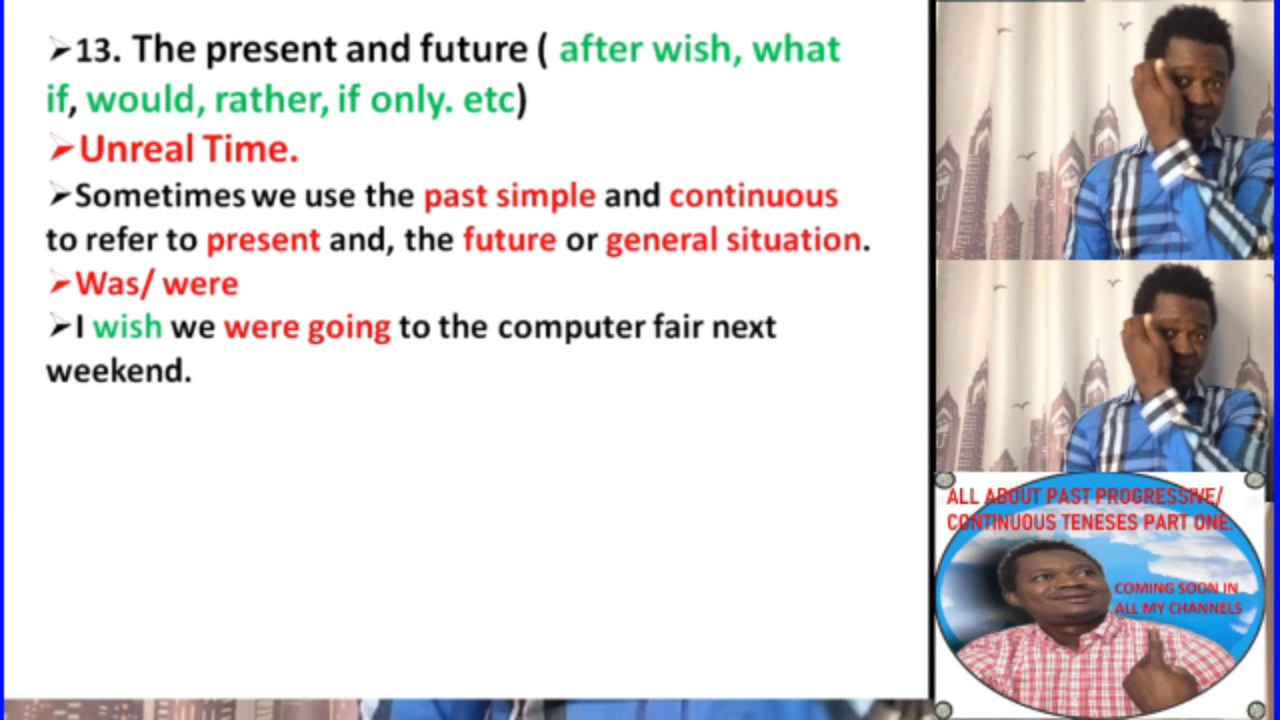 ➢13. The present and future ( after wish, what
if, would, rather, if only. etc)
➢Unreal Time.
➢Sometimes we use the past simple and continuous
to refer to present and, the future or general situation.
➢Was/ were
➢I wish we were going to the computer fair next
weekend.
ALL ABOUT PAST PROGRESSIVE/
CONTINUOUS TENESES PART ONE.
COMING SOON IN
ALL MY CHANNELS